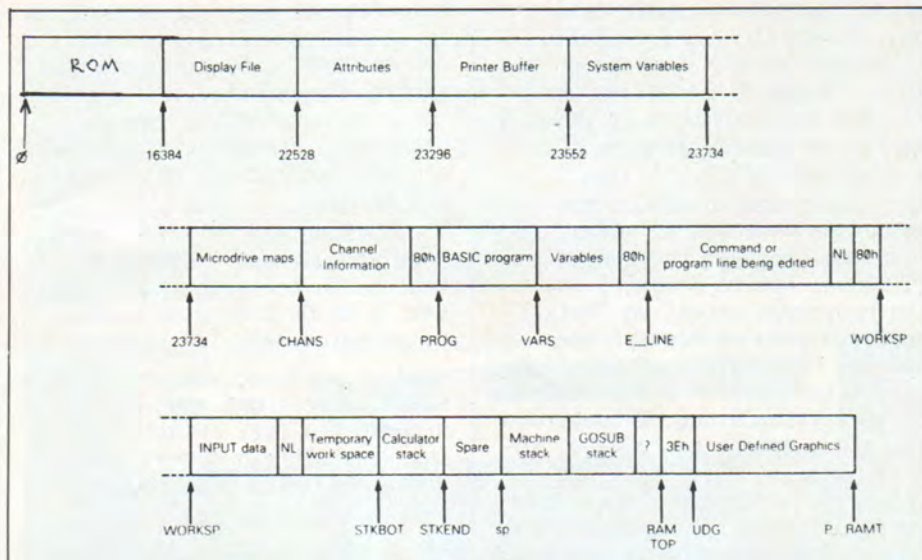 ROM Display File Attributes Printer Buffer System Variables
Ø 16384 22528 23296 23552 23734
Microdrive maps Channel Information 80h BASIC program Variables 80h Command or program line being edited NL 80h
23734 CHANS PROG VARS E__LINE WORKSP
INPUT data NL Temporary work space Calculator stack Spare Machine stack GOSUB stack ? 3Eh User Defined Graphics
WORKSP STKBOT STKEND sp RAM TOP UDG P__RAMT